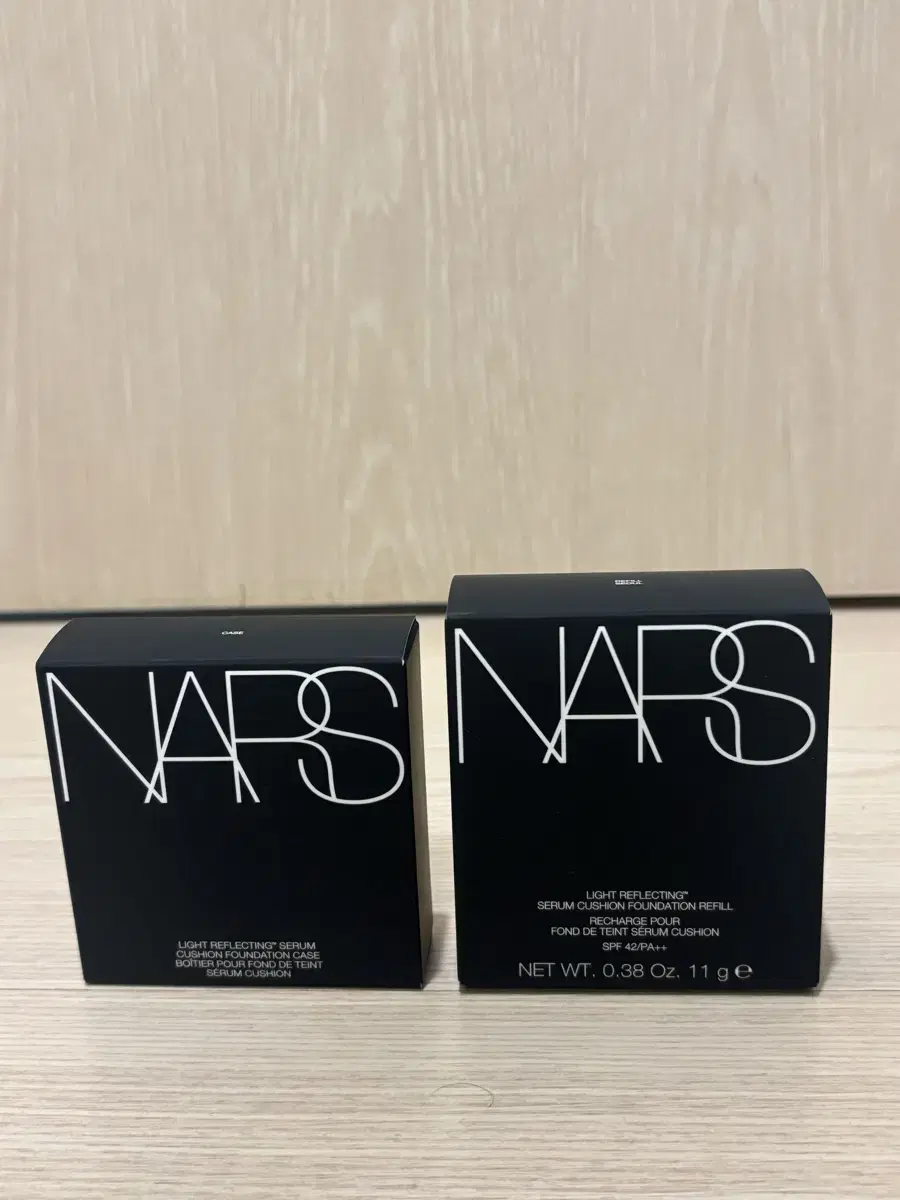 CASE
NARS
LIGHT REFLECTING™ SERUM
CUSHION FOUNDATION CASE
BOÎTIER POUR FOND DE TEINT
SÉRUM CUSHION
REFILL
NARS
LIGHT REFLECTING™
SERUM CUSHION FOUNDATION REFILL
RECHARGE POUR
FOND DE TEINT SÉRUM CUSHION
SPF 42/PA++
NET WT. 0.38 Oz. 11 g ℮